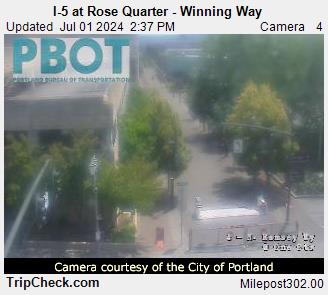 I-5 at Rose Quarter - Winning Way
Updated Jul 01 2024 2:37 PM Camera 4
PBOT
PORTLAND BUREAU OF TRANSPORTATION
Camera courtesy of the City of Portland
TripCheck.com Milepost302.00